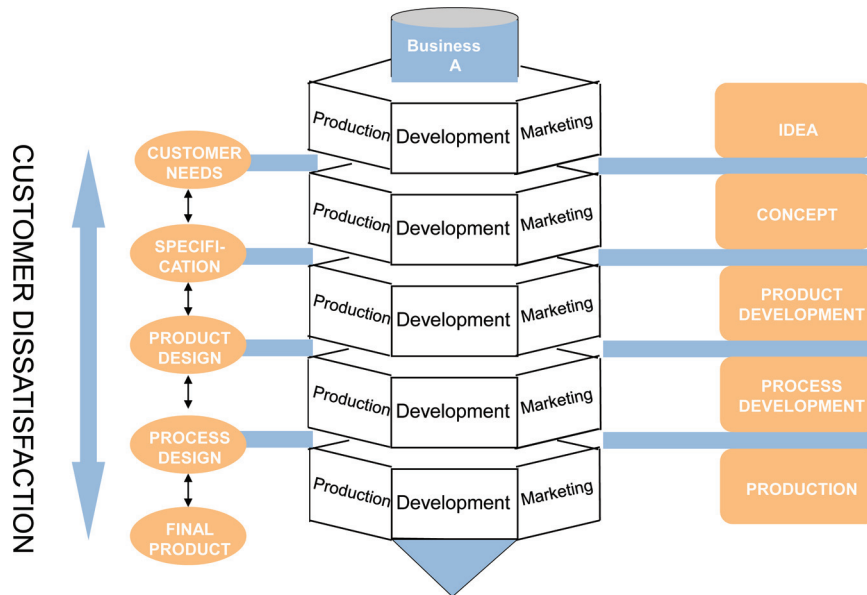 Business
A
Production
Development
Marketing
IDEA
CUSTOMER
NEEDS
Production
Development
Marketing
CONCEPT
SPECIFI-
CATION
Production
Development
Marketing
PRODUCT
DEVELOPMENT
PRODUCT
DESIGN
Production
Development
Marketing
PROCESS
DEVELOPMENT
PROCESS
DESIGN
Production
Development
Marketing
PRODUCTION
FINAL
PRODUCT
CUSTOMER DISSATISFACTION